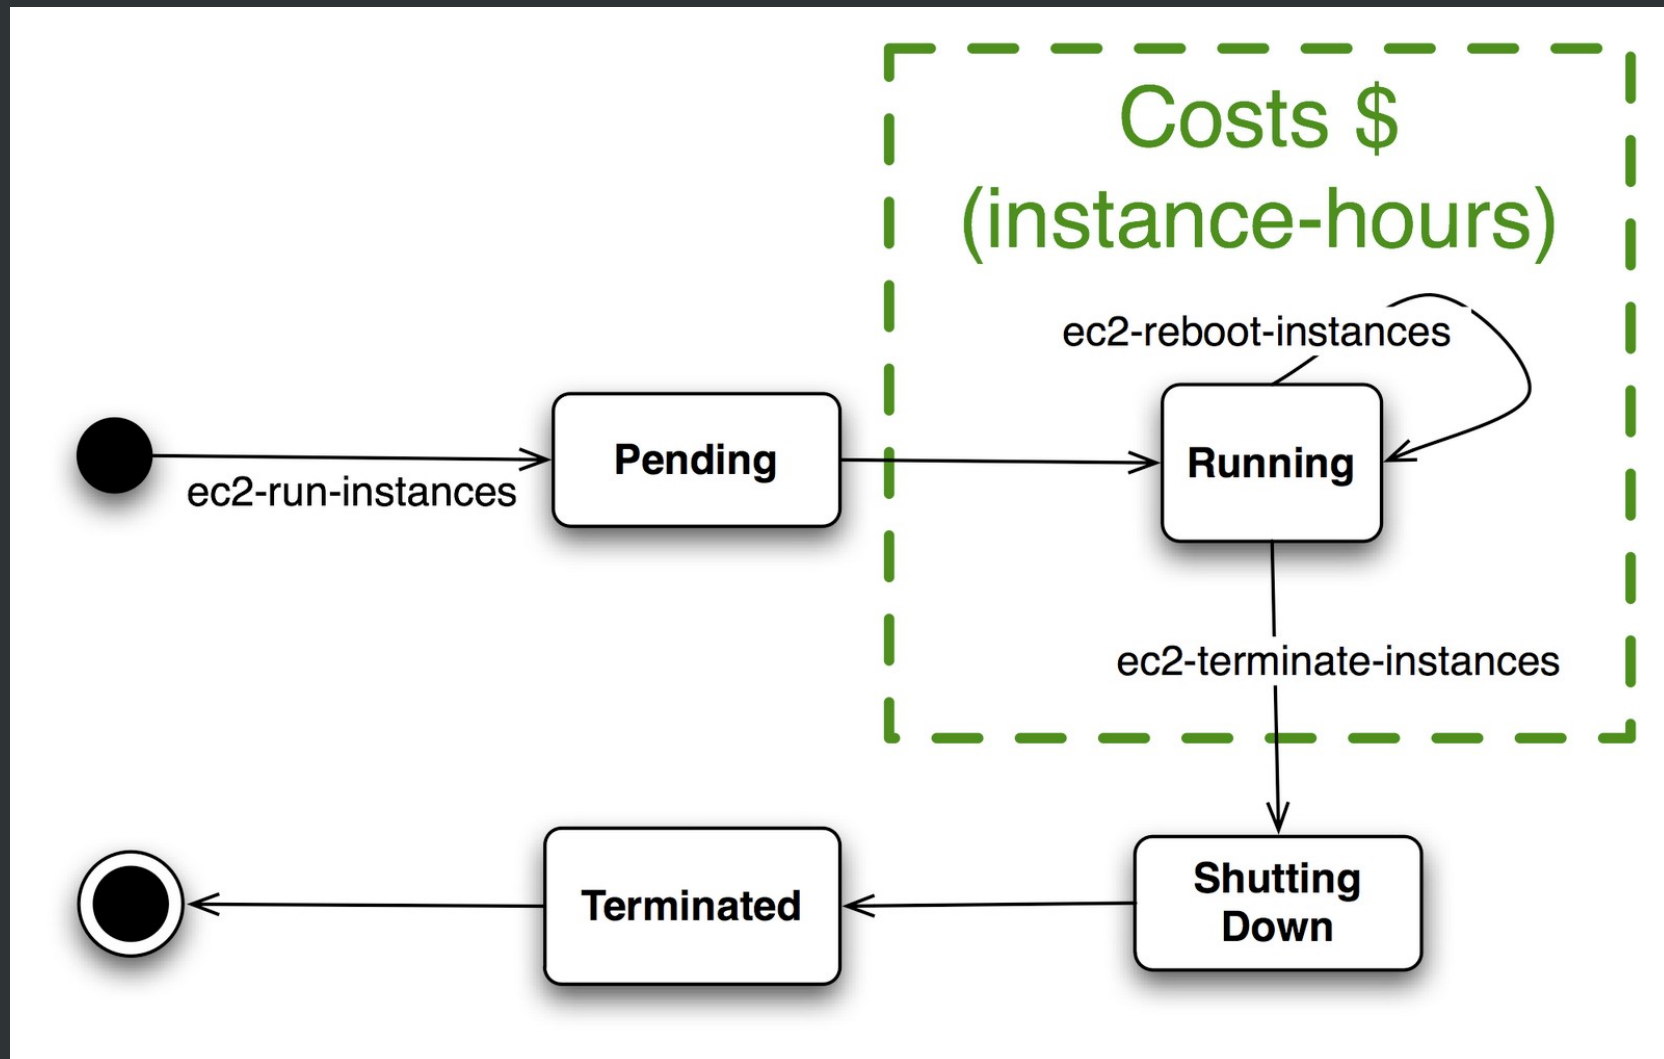 Costs $
(instance-hours)
ec2-reboot-instances
Pending
Running
ec2-run-instances
ec2-terminate-instances
Terminated
Shutting
Down